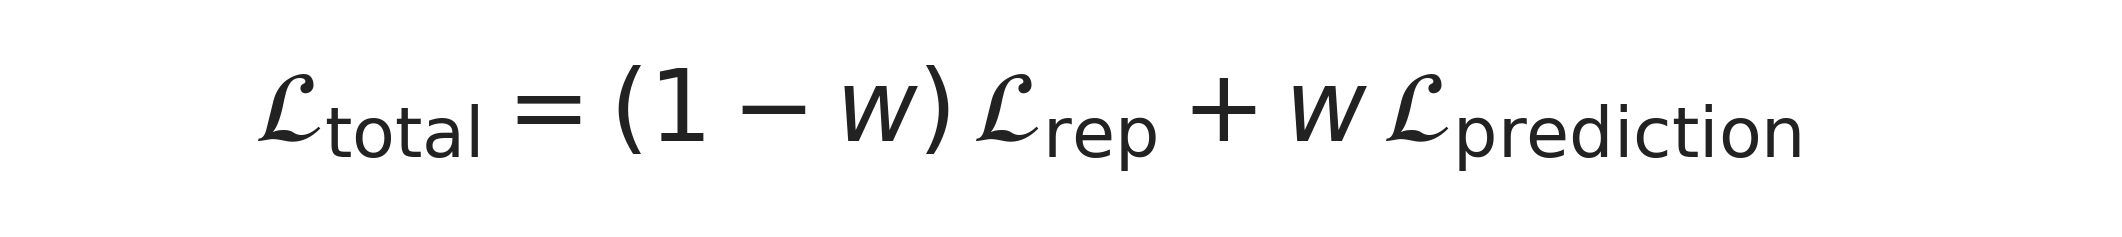 ℒ_total = (1 − w) ℒ_rep + w ℒ_prediction